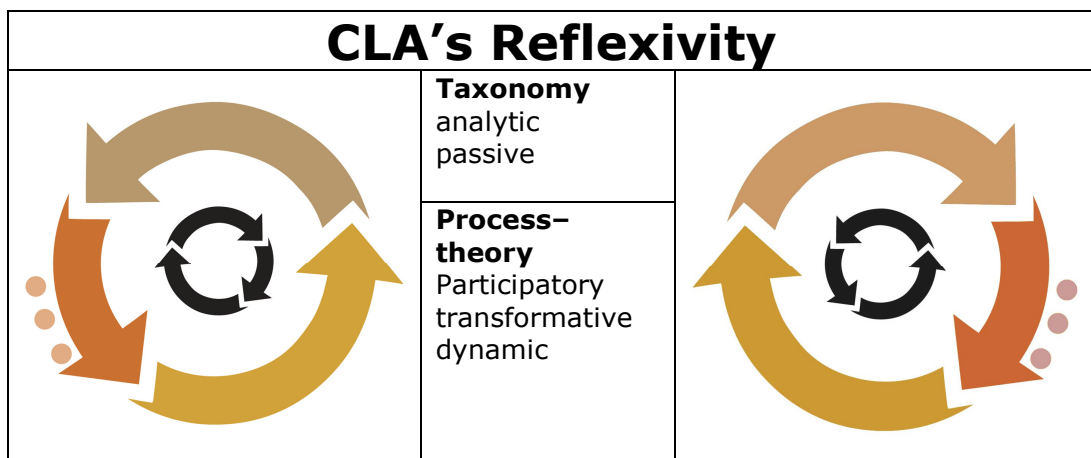 CLA’s Reflexivity
Taxonomy
analytic
passive
Process–
theory
Participatory
transformative
dynamic